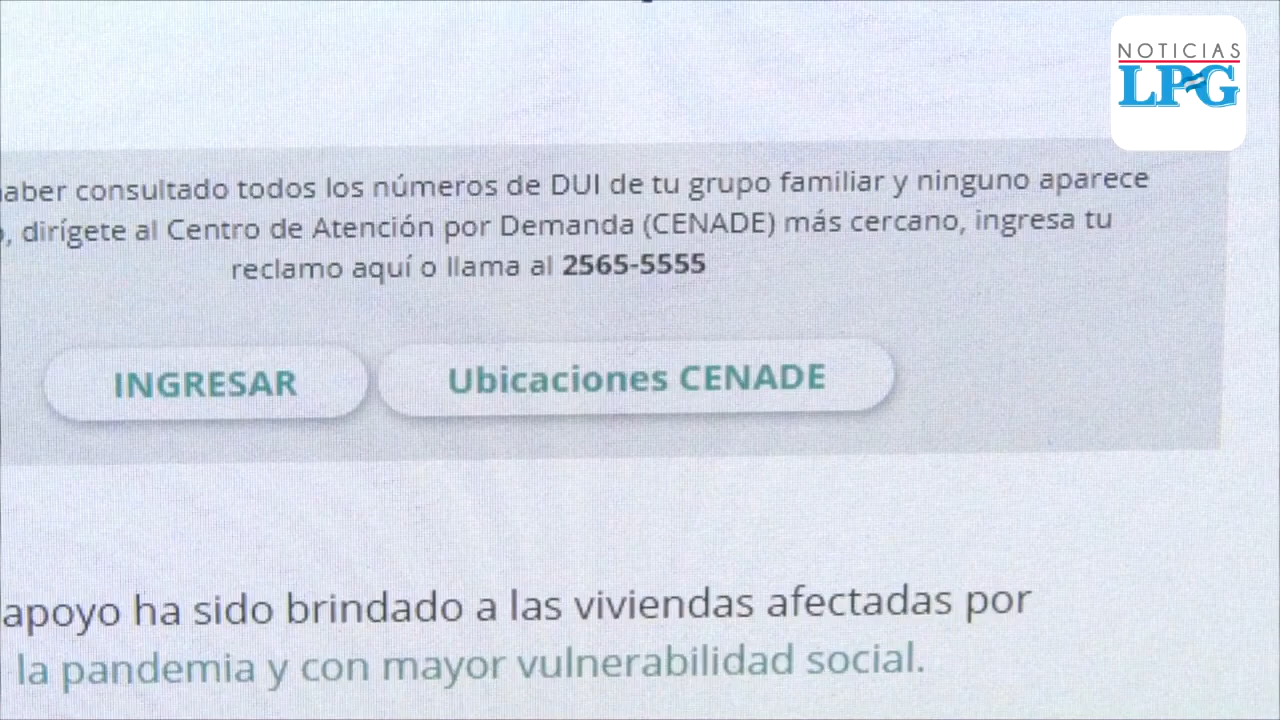 NOTICIAS
LPG
haber consultado todos los números de DUI de tu grupo familiar y ninguno aparece
, dirígete al Centro de Atención por Demanda (CENADE) más cercano, ingresa tu
reclamo aquí o llama al 2565-5555
INGRESAR
Ubicaciones CENADE
apoyo ha sido brindado a las viviendas afectadas por
la pandemia y con mayor vulnerabilidad social.